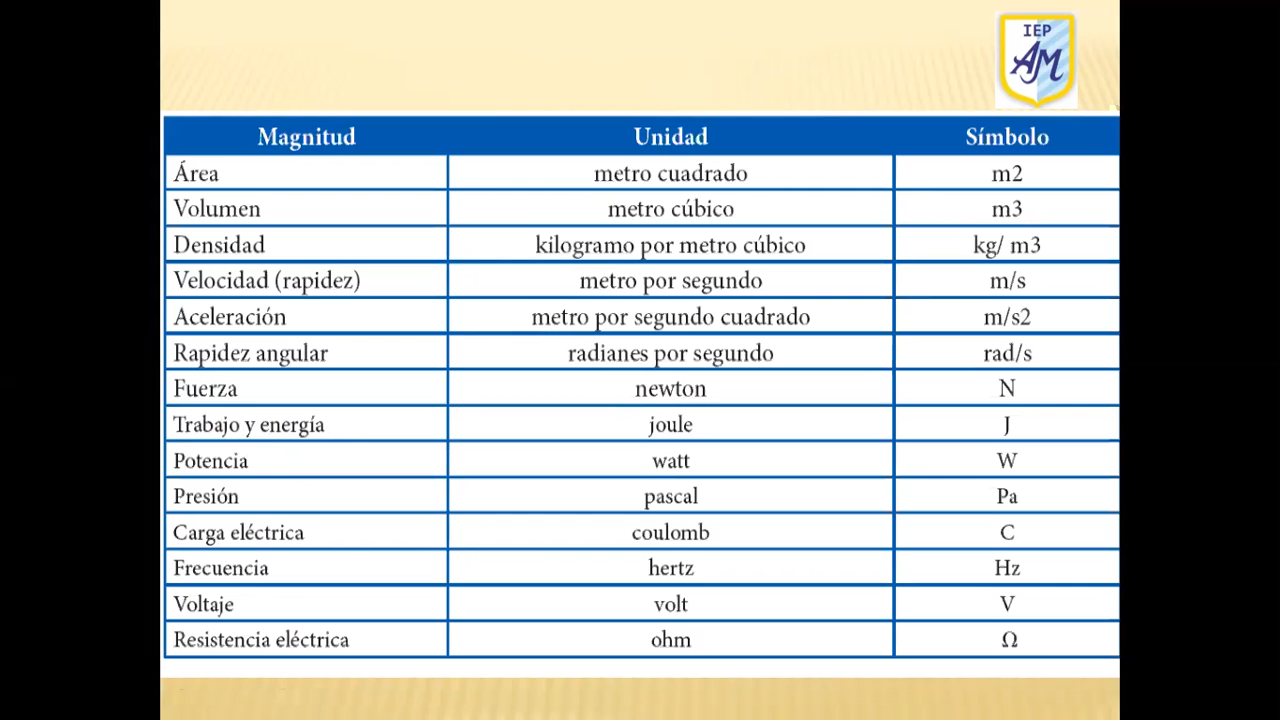 IEP
AM
Magnitud Unidad Símbolo
Área metro cuadrado m2
Volumen metro cúbico m3
Densidad kilogramo por metro cúbico kg/ m3
Velocidad (rapidez) metro por segundo m/s
Aceleración metro por segundo cuadrado m/s2
Rapidez angular radianes por segundo rad/s
Fuerza newton N
Trabajo y energía joule J
Potencia watt W
Presión pascal Pa
Carga eléctrica coulomb C
Frecuencia hertz Hz
Voltaje volt V
Resistencia eléctrica ohm Ω